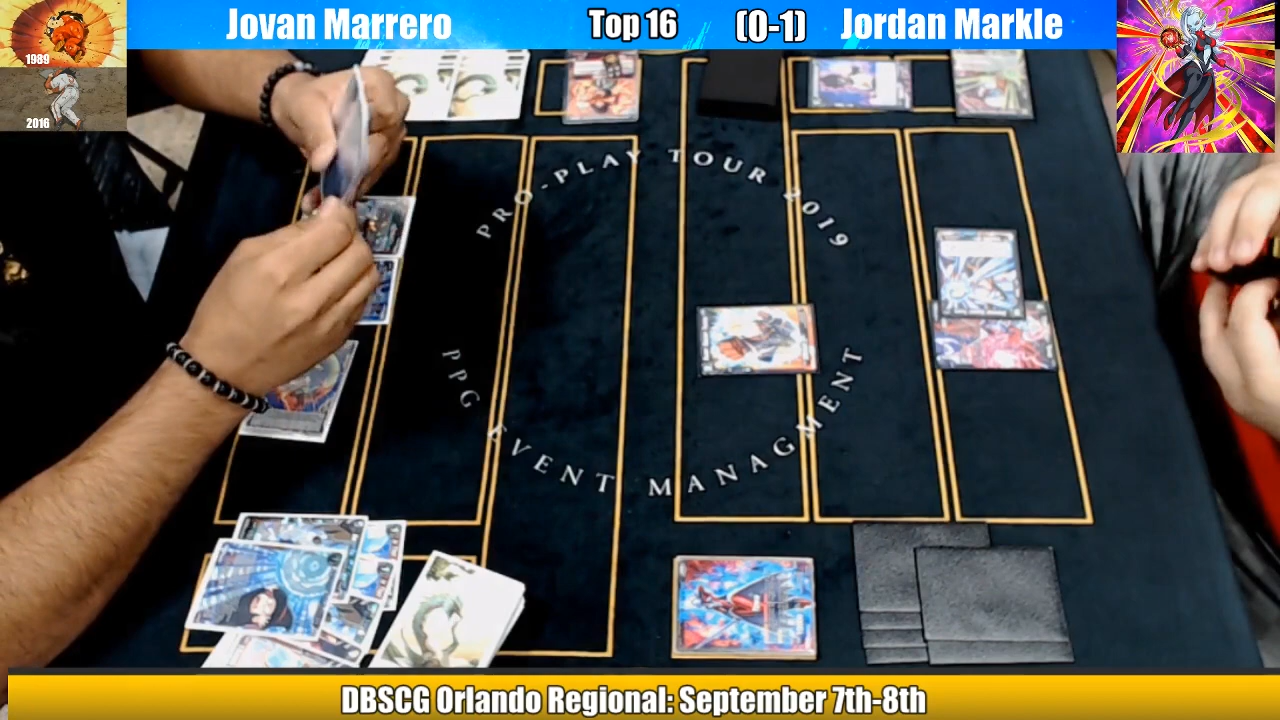 Jovan Marrero
Top 16
(0-1)
Jordan Markle
1989
2016
PRO-PLAY TOUR 2019
PPG EVENT MANAGMENT
DBSCG Orlando Regional: September 7th-8th